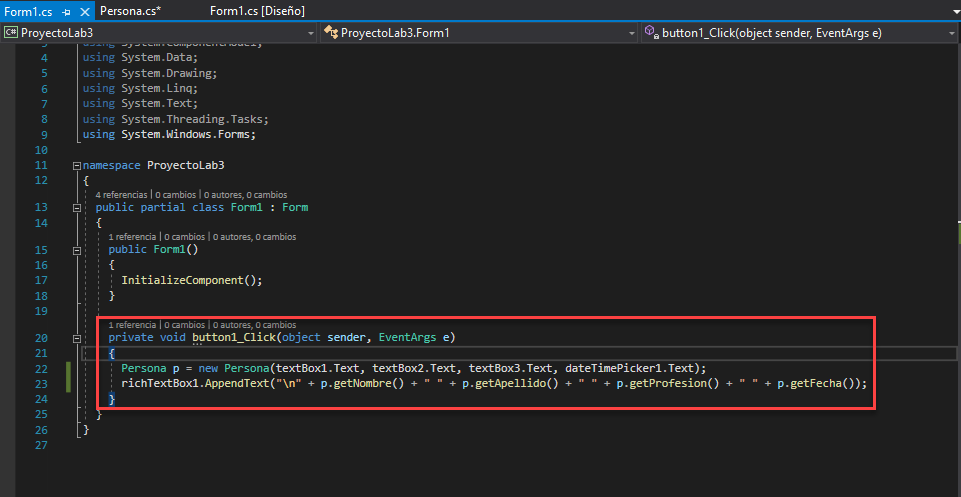 Form1.cs Persona.cs* Form1.cs [Diseño]
C# ProyectoLab3 ProyectoLab3.Form1 button1_Click(object sender, EventArgs e)
3 using System.ComponentModel;
4 using System.Data;
5 using System.Drawing;
6 using System.Linq;
7 using System.Text;
8 using System.Threading.Tasks;
9 using System.Windows.Forms;
10
11 namespace ProyectoLab3
12 {
4 referencias | 0 cambios | 0 autores, 0 cambios
13 public partial class Form1 : Form
14 {
1 referencia | 0 cambios | 0 autores, 0 cambios
15 public Form1()
16 {
17 InitializeComponent();
18 }
19
1 referencia | 0 cambios | 0 autores, 0 cambios
20 private void button1_Click(object sender, EventArgs e)
21 {
22 Persona p = new Persona(textBox1.Text, textBox2.Text, textBox3.Text, dateTimePicker1.Text);
23 richTextBox1.AppendText("\n" + p.getNombre() + " " + p.getApellido() + " " + p.getProfesion() + " " + p.getFecha());
24 }
25 }
26 }
27